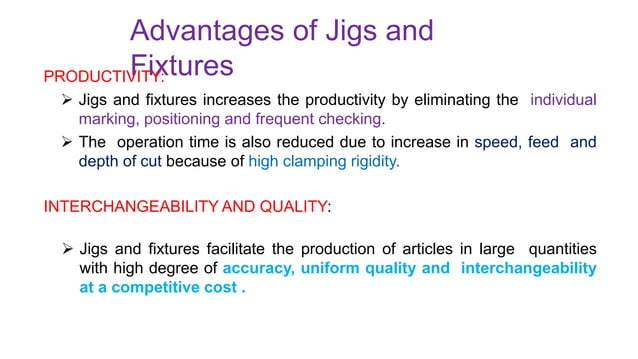 Advantages of Jigs and
Fixtures
PRODUCTIVITY:
➢ Jigs and fixtures increases the productivity by eliminating the individual
marking, positioning and frequent checking.
➢ The operation time is also reduced due to increase in speed, feed and
depth of cut because of high clamping rigidity.
INTERCHANGEABILITY AND QUALITY:
➢ Jigs and fixtures facilitate the production of articles in large quantities
with high degree of accuracy, uniform quality and interchangeability
at a competitive cost .